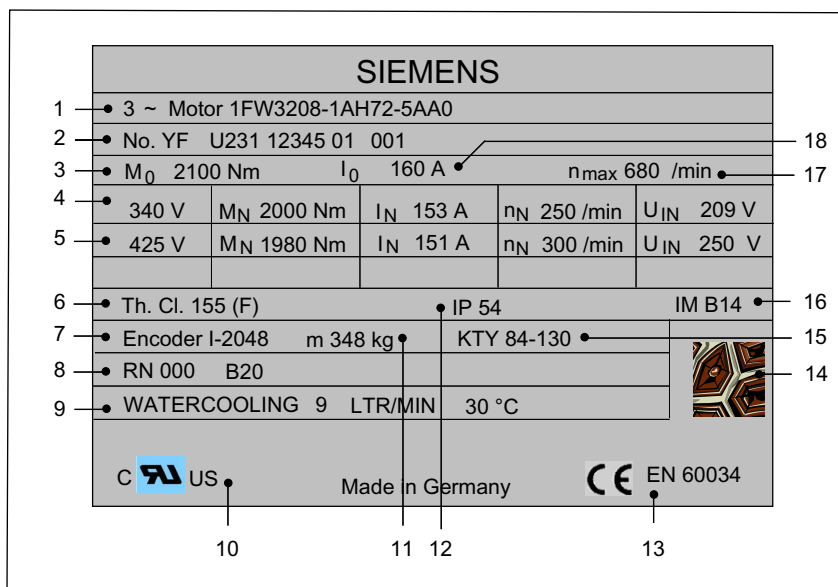 SIEMENS
1 3 ~ Motor 1FW3208-1AH72-5AA0
2 No. YF U231 12345 01 001 18
3 M0 2100 Nm I0 160 A nmax 680 /min 17
4 340 V MN 2000 Nm IN 153 A nN 250 /min UIN 209 V
5 425 V MN 1980 Nm IN 151 A nN 300 /min UIN 250 V
6 Th. Cl. 155 (F) IP 54 IM B14 16
7 Encoder I-2048 m 348 kg KTY 84-130 15
8 RN 000 B20 14
9 WATERCOOLING 9 LTR/MIN 30 °C
C RU US Made in Germany CE EN 60034
10 11 12 13